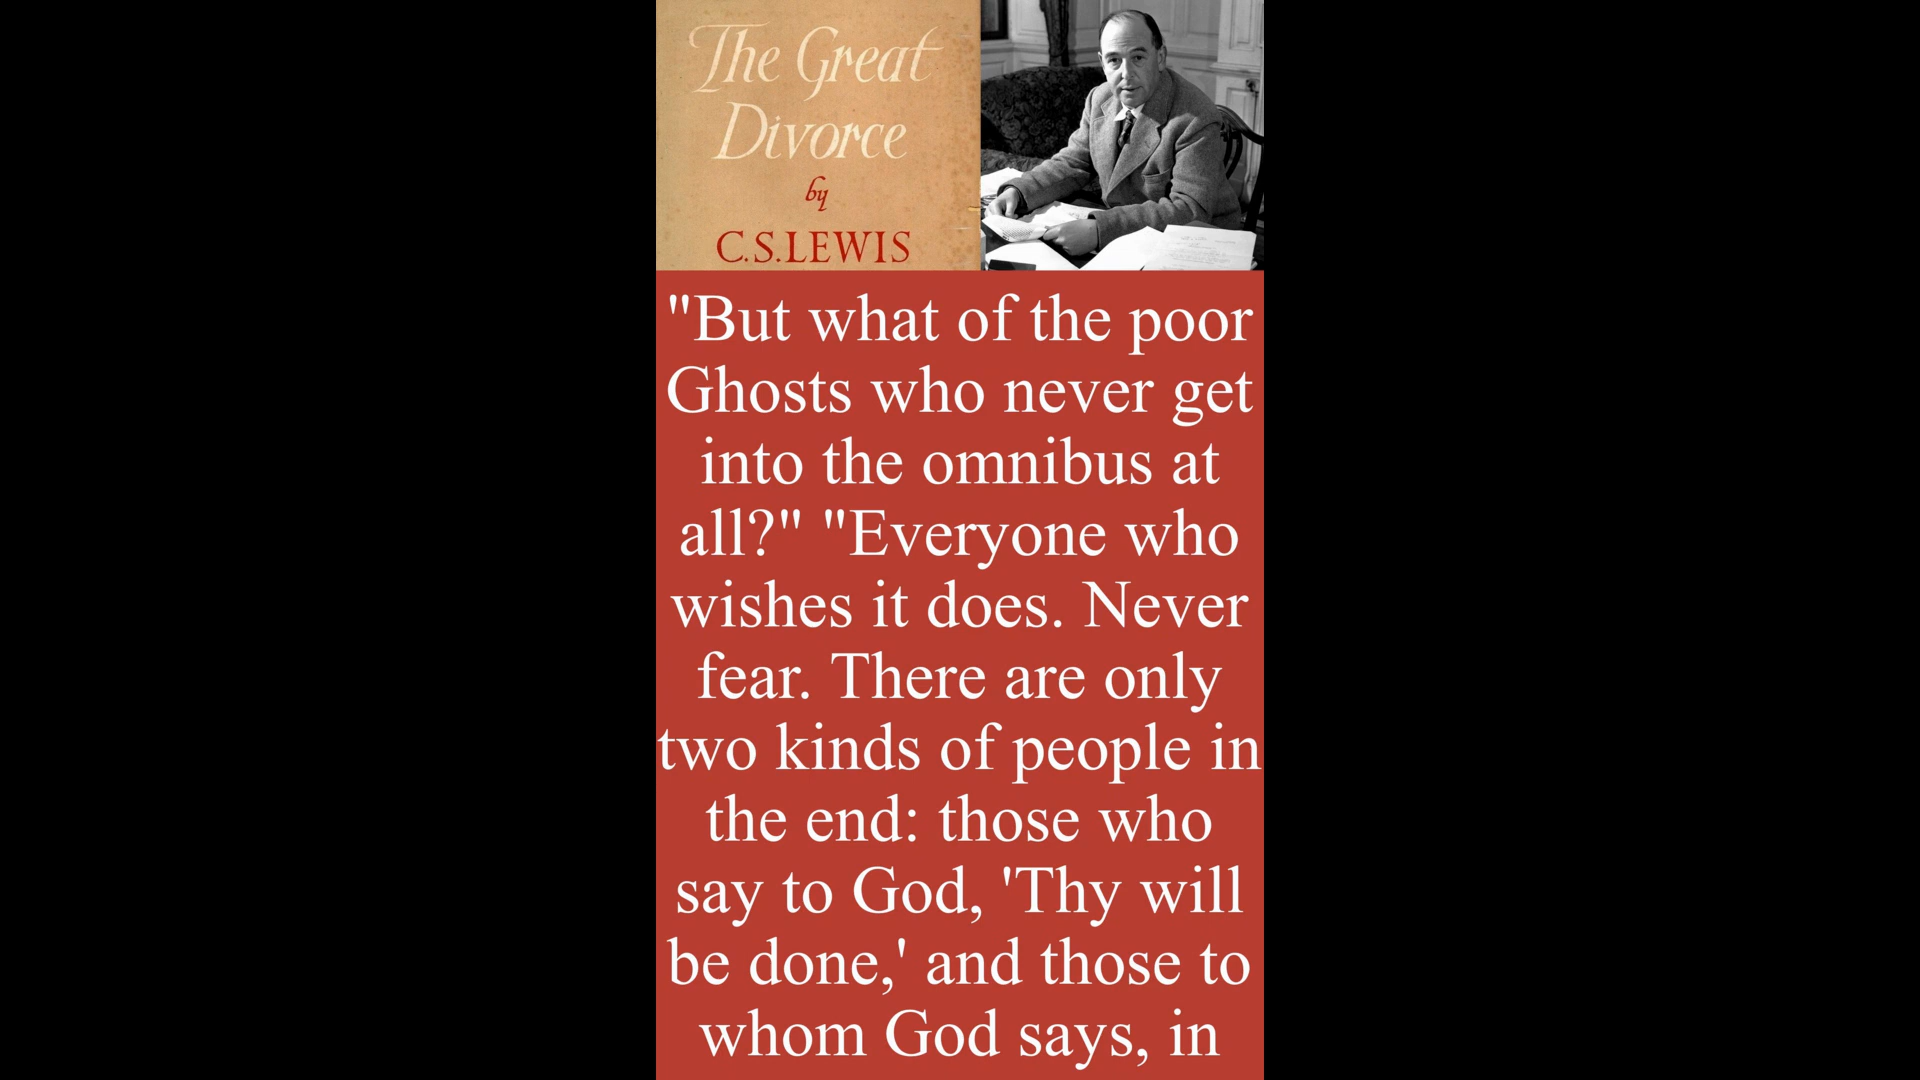 The Great
Divorce
by
C.S.LEWIS
"But what of the poor
Ghosts who never get
into the omnibus at
all?" "Everyone who
wishes it does. Never
fear. There are only
two kinds of people in
the end: those who
say to God, 'Thy will
be done,' and those to
whom God says, in